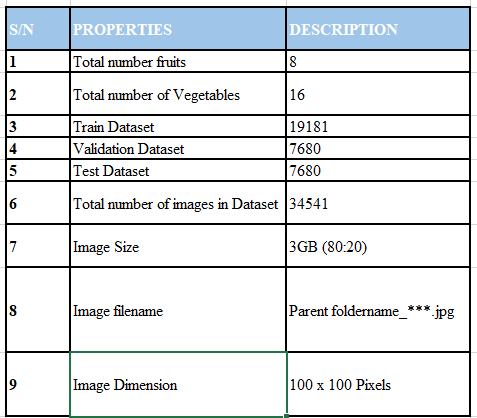 S/N PROPERTIES DESCRIPTION
1 Total number fruits 8
2 Total number of Vegetables 16
3 Train Dataset 19181
4 Validation Dataset 7680
5 Test Dataset 7680
6 Total number of images in Dataset 34541
7 Image Size 3GB (80:20)
8 Image filename Parent foldername_***.jpg
9 Image Dimension 100 x 100 Pixels